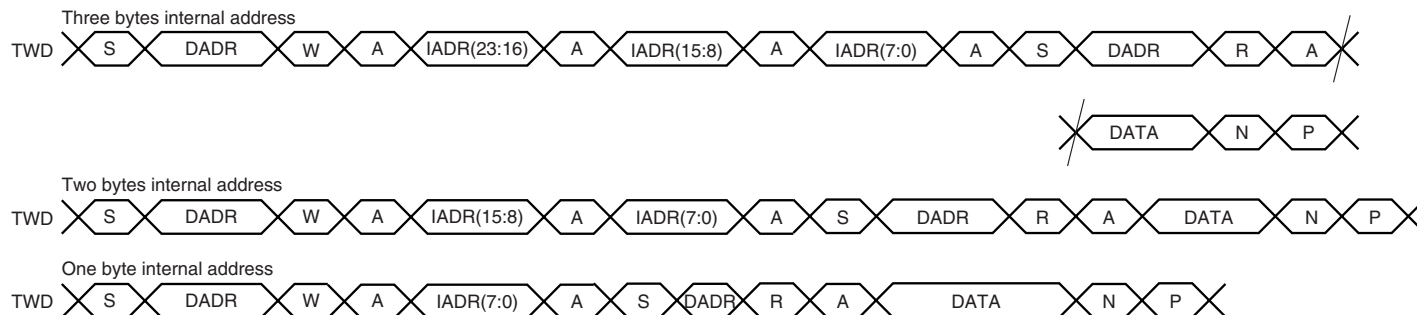 Three bytes internal address
TWD S DADR W A IADR(23:16) A IADR(15:8) A IADR(7:0) A S DADR R A
DATA N P
Two bytes internal address
TWD S DADR W A IADR(15:8) A IADR(7:0) A S DADR R A DATA N P
One byte internal address
TWD S DADR W A IADR(7:0) A S DADR R A DATA N P